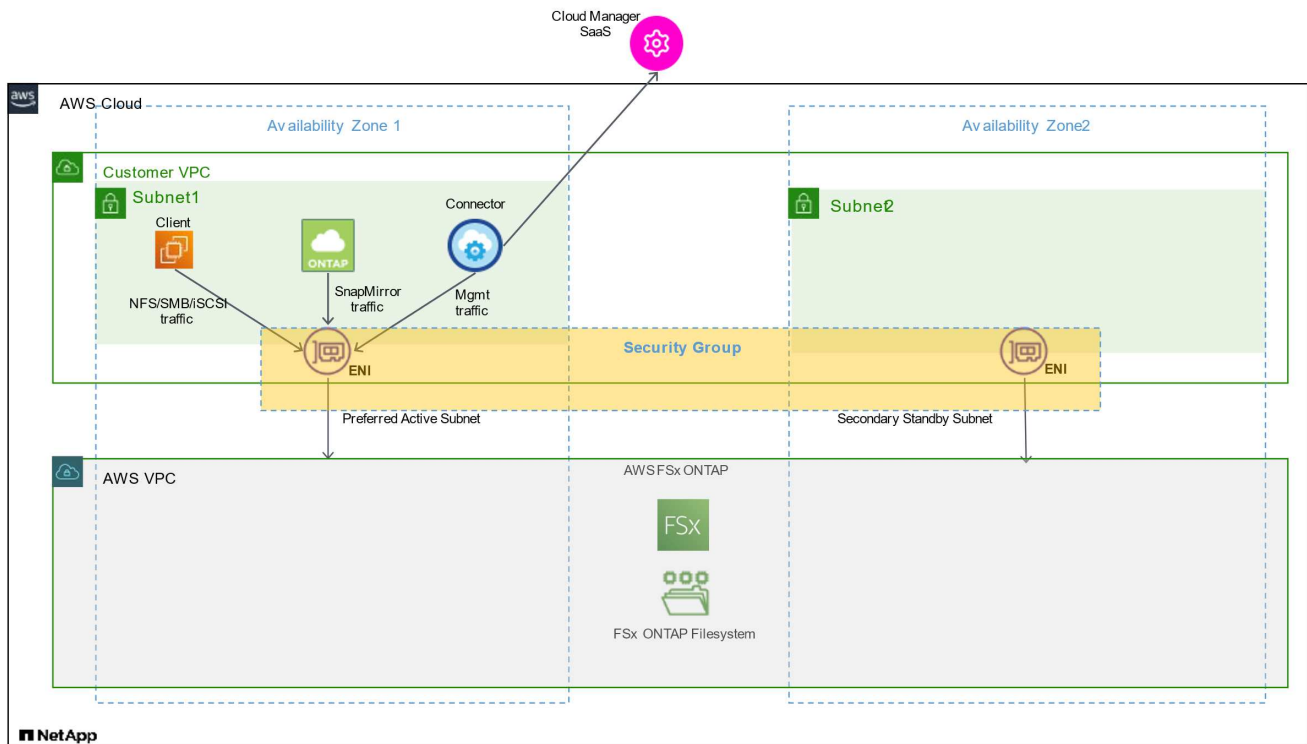 Cloud Manager
SaaS
aws
AWS Cloud
Availability Zone 1
Availability Zone2
Customer VPC
Subnet1
Subnet2
Client
Connector
ONTAP
NFS/SMB/iSCSI
traffic
SnapMirror
traffic
Mgmt
traffic
Security Group
ENI
ENI
Preferred Active Subnet
Secondary Standby Subnet
AWS VPC
AWS FSx ONTAP
FSx
FSx ONTAP Filesystem
NetApp